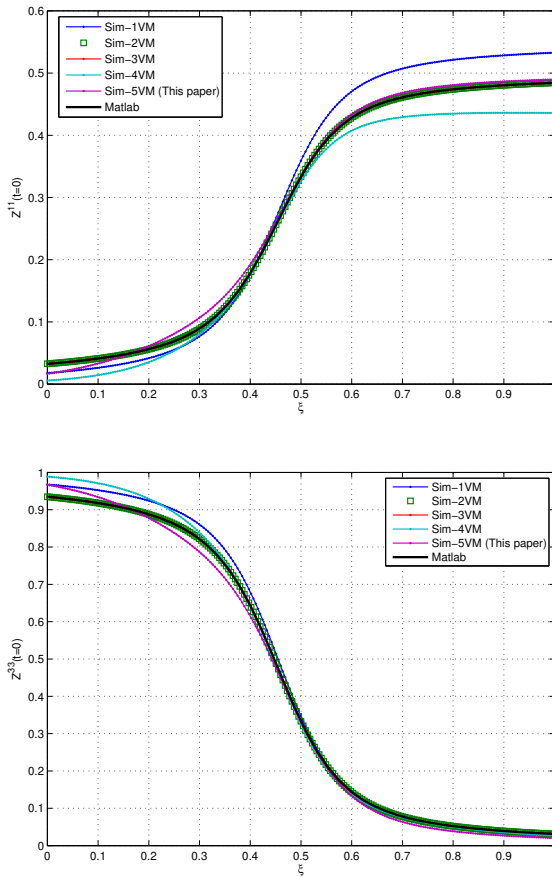 0.6
0.5
0.4
0.3
0.2
0.1
0
Z¹¹(t=0)
Sim−1VM
Sim−2VM
Sim−3VM
Sim−4VM
Sim−5VM (This paper)
Matlab
0 0.1 0.2 0.3 0.4 0.5 0.6 0.7 0.8 0.9
ξ
1
0.9
0.8
0.7
0.6
0.5
0.4
0.3
0.2
0.1
0
Z³³(t=0)
Sim−1VM
Sim−2VM
Sim−3VM
Sim−4VM
Sim−5VM (This paper)
Matlab
0 0.1 0.2 0.3 0.4 0.5 0.6 0.7 0.8 0.9
ξ